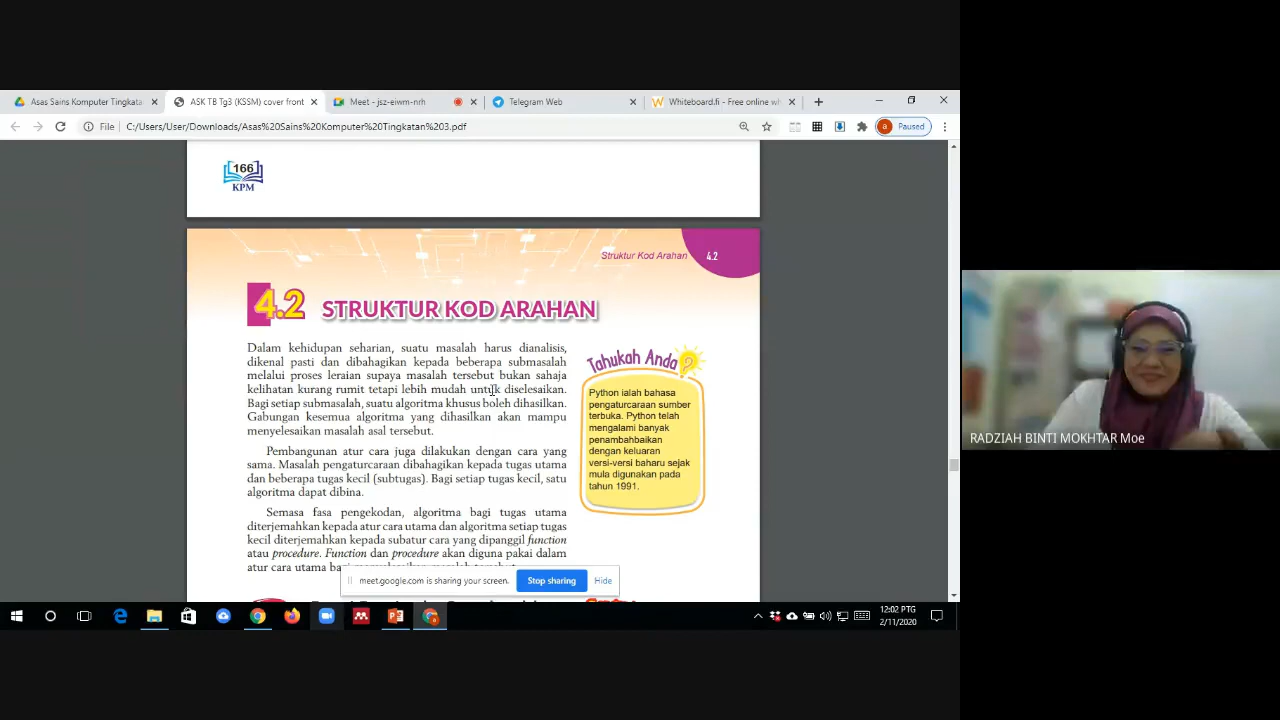 Asas Sains Komputer Tingkata
ASK TB Tg3 (KSSM) cover front
Meet - jsz-eiwm-nrh
Telegram Web
Whiteboard.fi - Free online wh
File
C:/Users/User/Downloads/Asas%20Sains%20Komputer%20Tingkatan%203.pdf
a
Paused
166
KPM
Struktur Kod Arahan
4.2
4.2 STRUKTUR KOD ARAHAN
Dalam kehidupan seharian, suatu masalah harus dianalisis,
dikenal pasti dan dibahagikan kepada beberapa submasalah
melalui proses leraian supaya masalah tersebut bukan sahaja
kelihatan kurang rumit tetapi lebih mudah untuk diselesaikan.
Bagi setiap submasalah, suatu algoritma khusus boleh dihasilkan.
Gabungan kesemua algoritma yang dihasilkan akan mampu
menyelesaikan masalah asal tersebut.
Pembangunan atur cara juga dilakukan dengan cara yang
sama. Masalah pengaturcaraan dibahagikan kepada tugas utama
dan beberapa tugas kecil (subtugas). Bagi setiap tugas kecil, satu
algoritma dapat dibina.
Semasa fasa pengekodan, algoritma bagi tugas utama
diterjemahkan kepada atur cara utama dan algoritma setiap tugas
kecil diterjemahkan kepada subatur cara yang dipanggil function
atau procedure. Function dan procedure akan diguna pakai dalam
atur cara utama
Tahukah Anda
Python ialah bahasa
pengaturcaraan sumber
terbuka. Python telah
mengalami banyak
penambahbaikan
dengan keluaran
versi-versi baharu sejak
mula digunakan pada
tahun 1991.
meet.google.com is sharing your screen.
Stop sharing
Hide
RADZIAH BINTI MOKHTAR Moe
12:02 PTG
2/11/2020